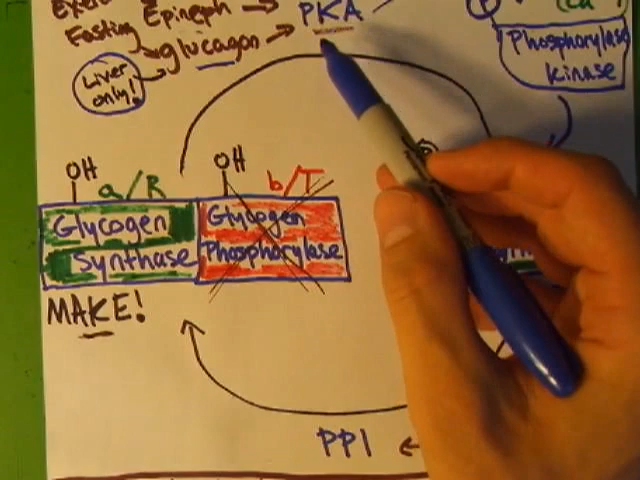 Epineph → PKA
Fasting → glucagon →
Liver only!
P
Phosphorylase
kinase
OH
a/R
OH
b/T
Glycogen
Synthase
Glycogen
Phosphorylase
MAKE!
PP1 ←